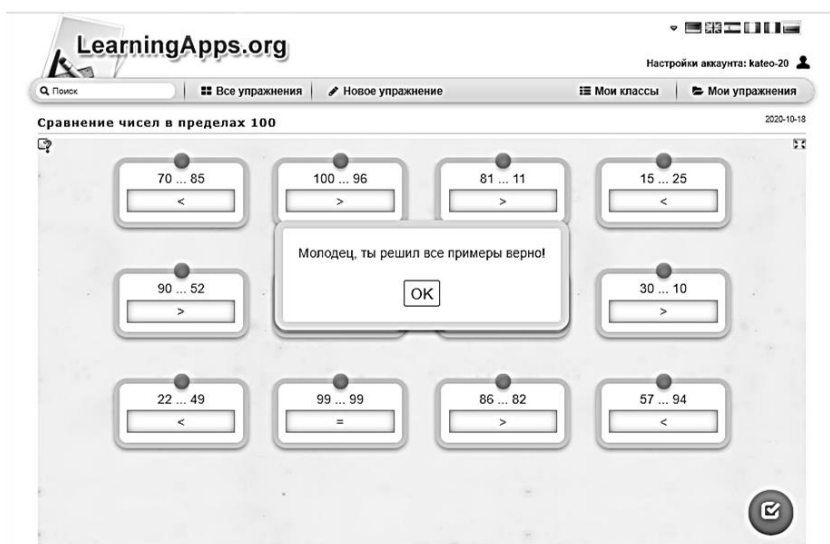 LearningApps.org
Настройки аккаунта: kateo-20
Поиск
Все упражнения
Новое упражнение
Мои классы
Мои упражнения
Сравнение чисел в пределах 100
2020-10-18
70 ... 85
<
100 ... 96
>
81 ... 11
>
15 ... 25
<
Молодец, ты решил все примеры верно!
OK
90 ... 52
>
30 ... 10
>
22 ... 49
<
99 ... 99
=
86 ... 82
>
57 ... 94
<